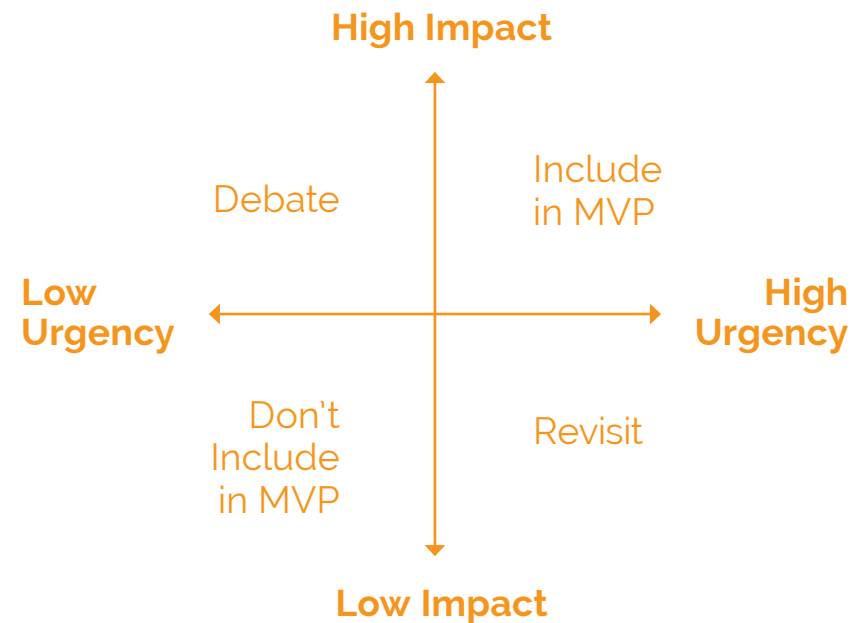 High Impact
Debate
Include
in MVP
Low
Urgency
High
Urgency
Don’t
Include
in MVP
Revisit
Low Impact